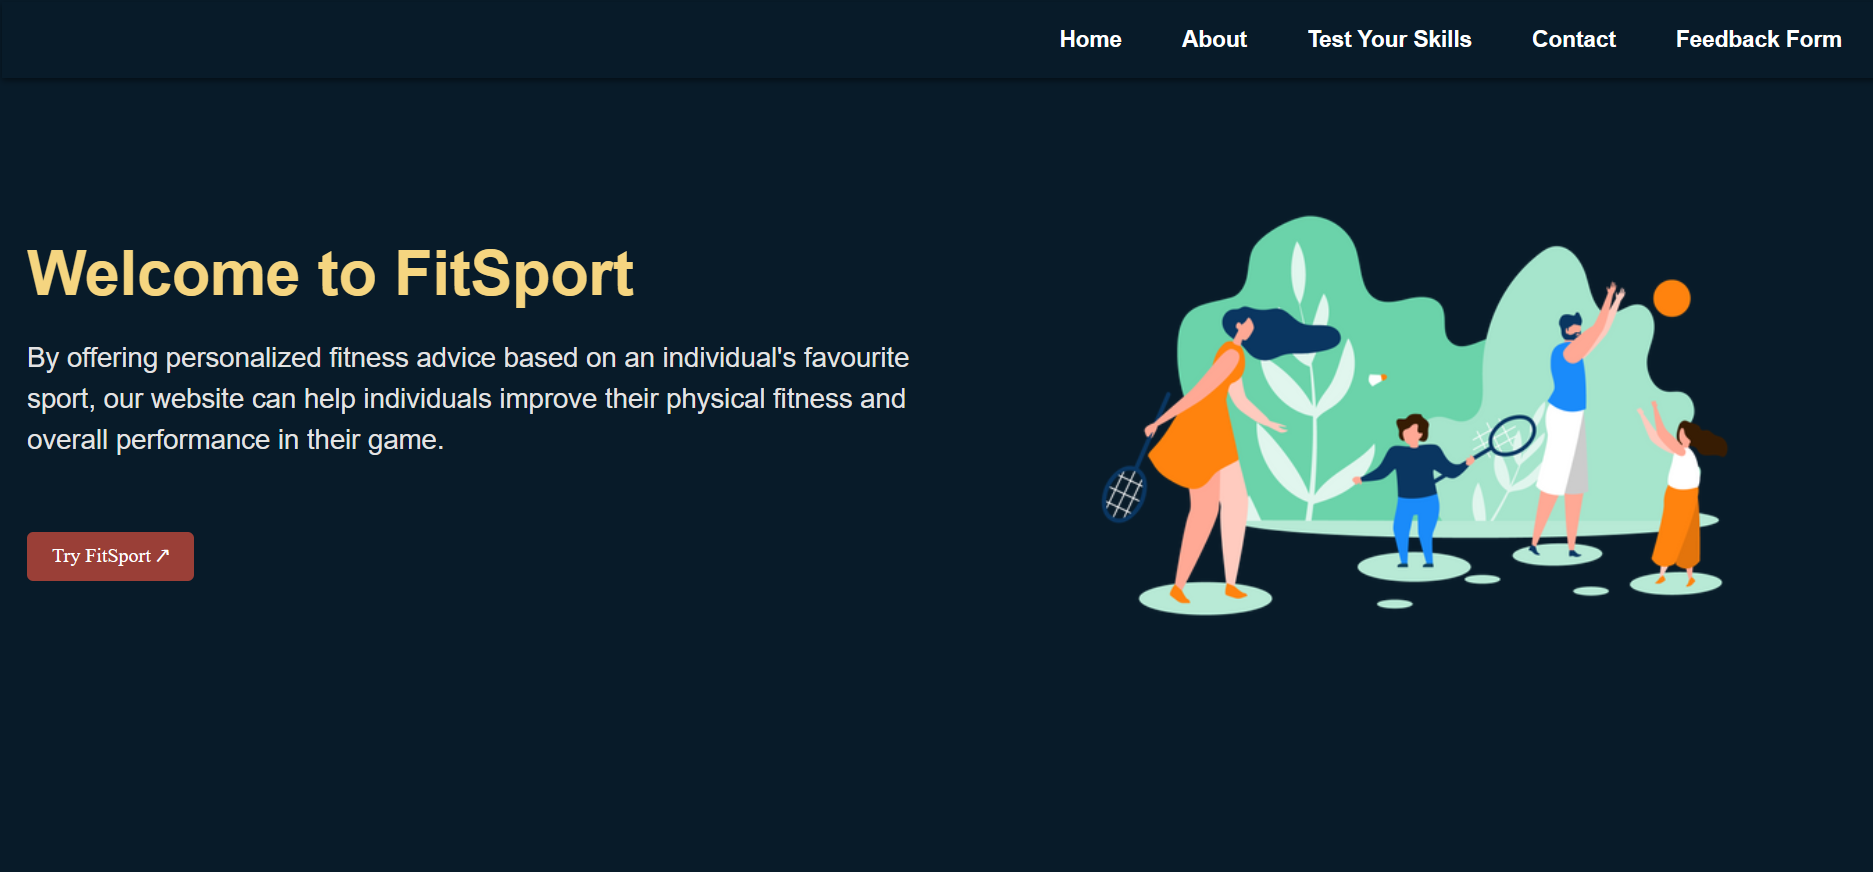 Home About Test Your Skills Contact Feedback Form
Welcome to FitSport
By offering personalized fitness advice based on an individual's favourite
sport, our website can help individuals improve their physical fitness and
overall performance in their game.
Try FitSport ↗